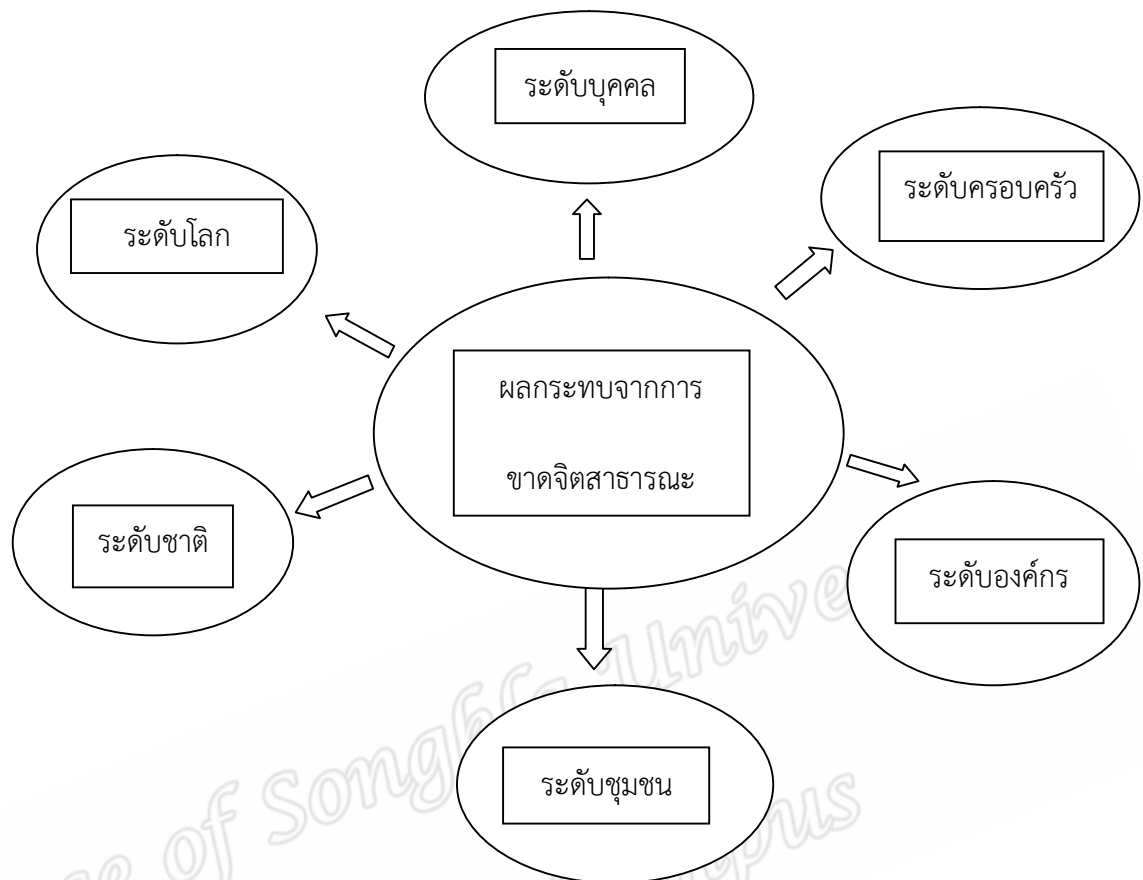 ระดับบุคคล
ระดับครอบครัว
ระดับโลก
ผลกระทบจากการ
ขาดจิตสาธารณะ
ระดับชาติ
ระดับองค์กร
ระดับชุมชน
of Songkla Unive